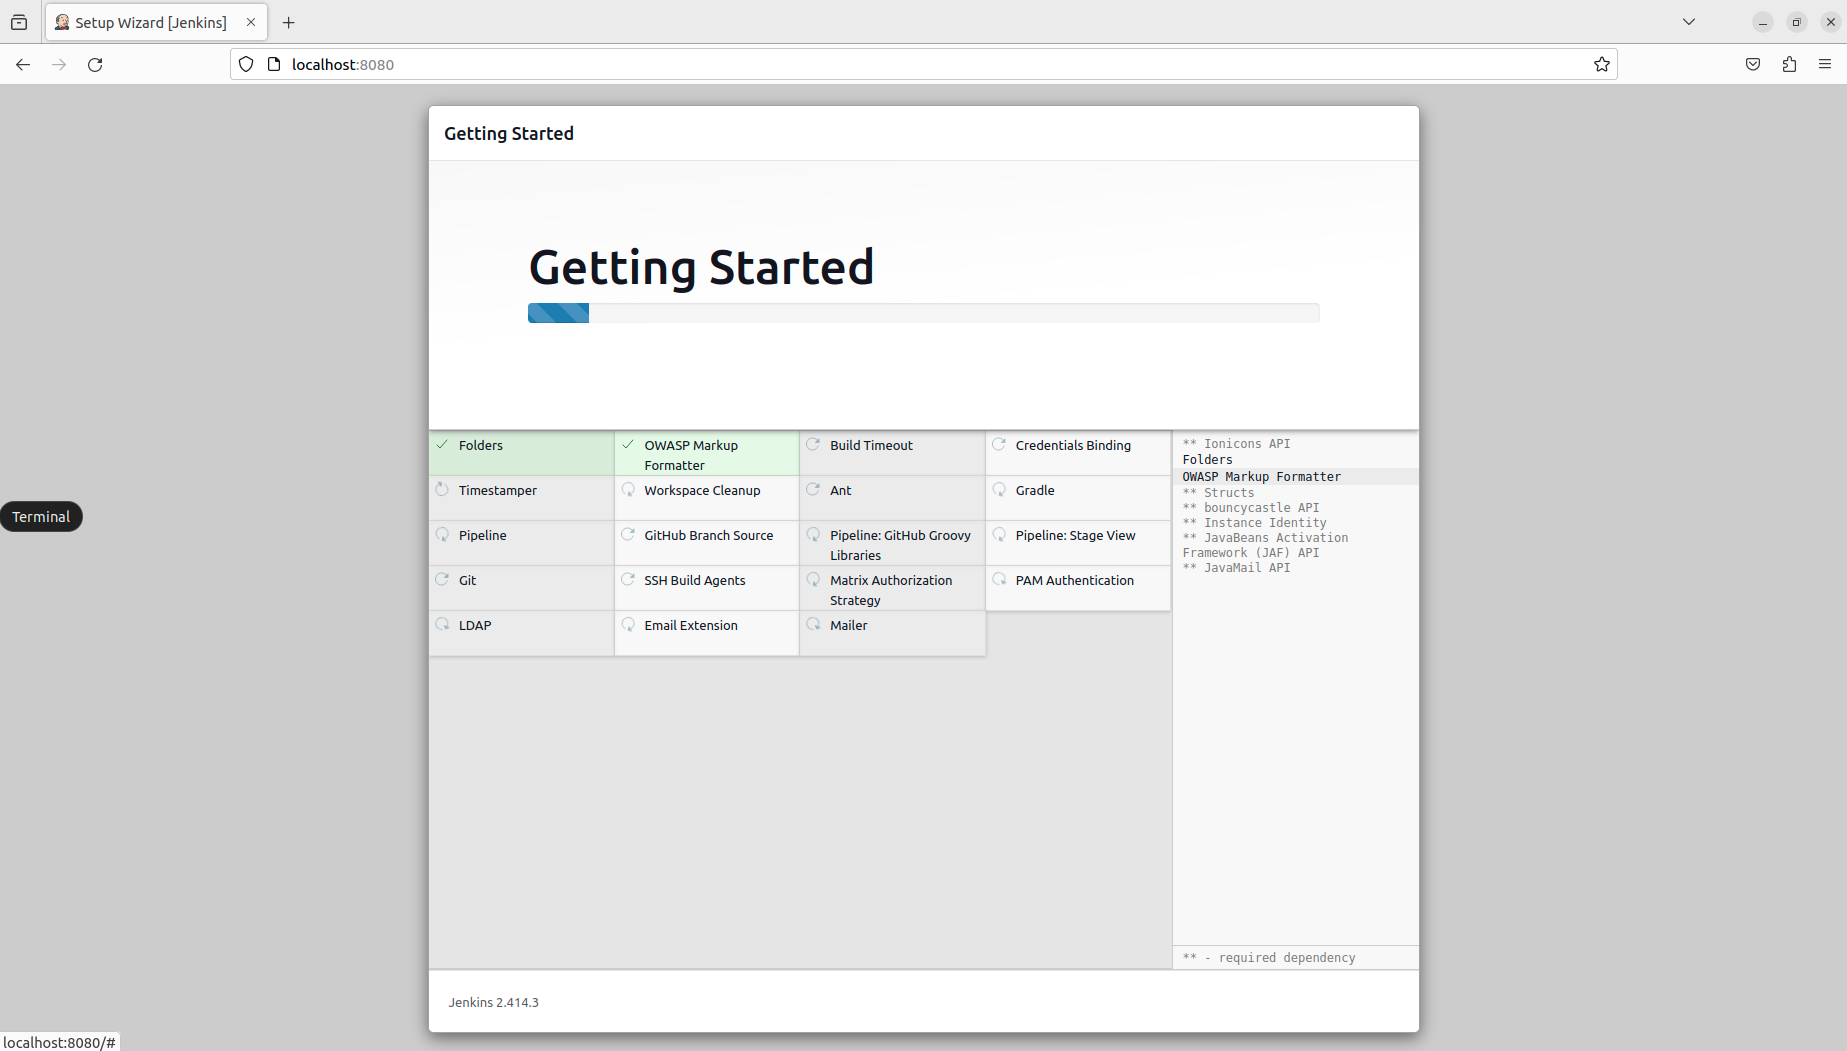 Setup Wizard [Jenkins]
localhost:8080
Getting Started
Getting Started
Folders
OWASP Markup
Formatter
Build Timeout
Credentials Binding
Timestamper
Workspace Cleanup
Ant
Gradle
Pipeline
GitHub Branch Source
Pipeline: GitHub Groovy
Libraries
Pipeline: Stage View
Git
SSH Build Agents
Matrix Authorization
Strategy
PAM Authentication
LDAP
Email Extension
Mailer
** Ionicons API
Folders
OWASP Markup Formatter
** Structs
** bouncycastle API
** Instance Identity
** JavaBeans Activation
Framework (JAF) API
** JavaMail API
** - required dependency
Terminal
Jenkins 2.414.3
localhost:8080/#